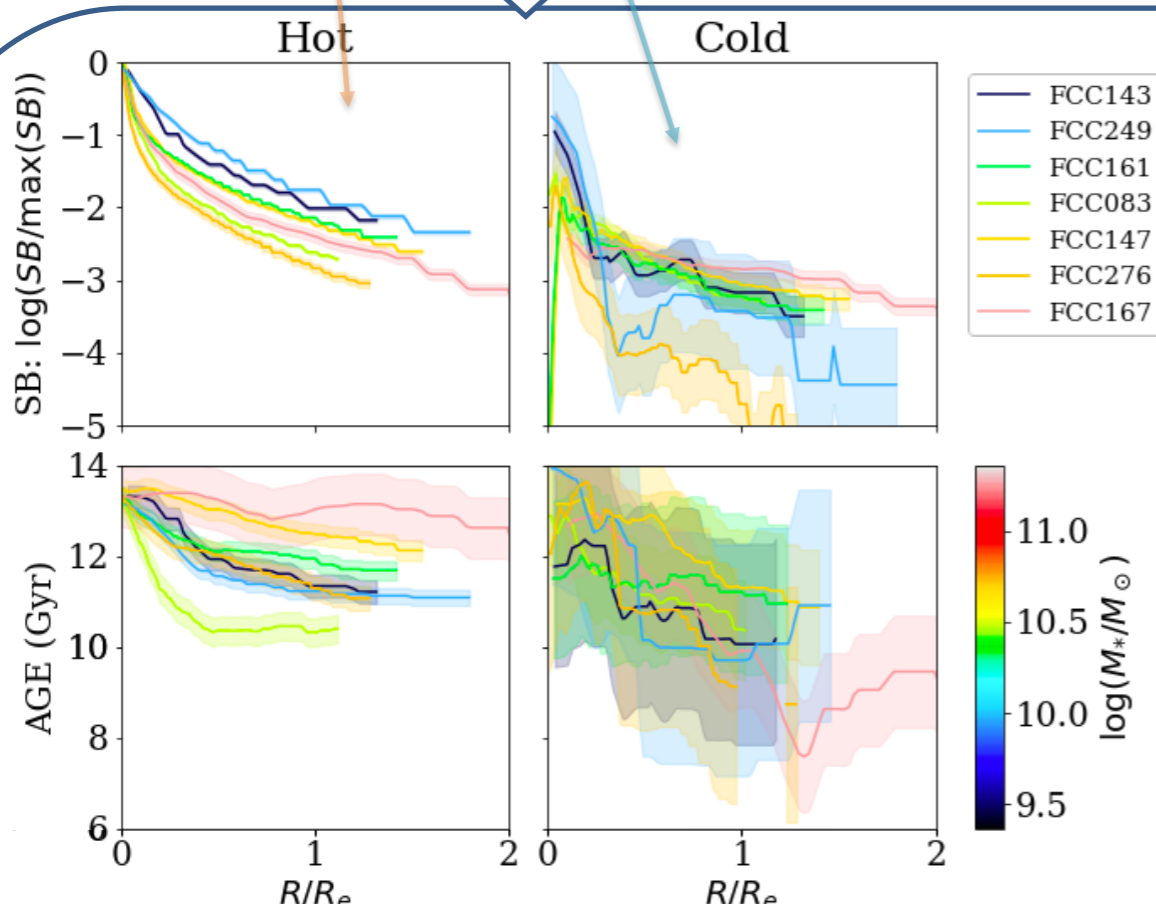 Hot
Cold
SB: log(SB/max(SB))
0
−1
−2
−3
−4
−5
FCC143
FCC249
FCC161
FCC083
FCC147
FCC276
FCC167
AGE (Gyr)
14
12
10
8
6
0
1
2
0
1
2
R/Rₑ
R/Rₑ
11.0
10.5
10.0
9.5
log(M*/M⊙)